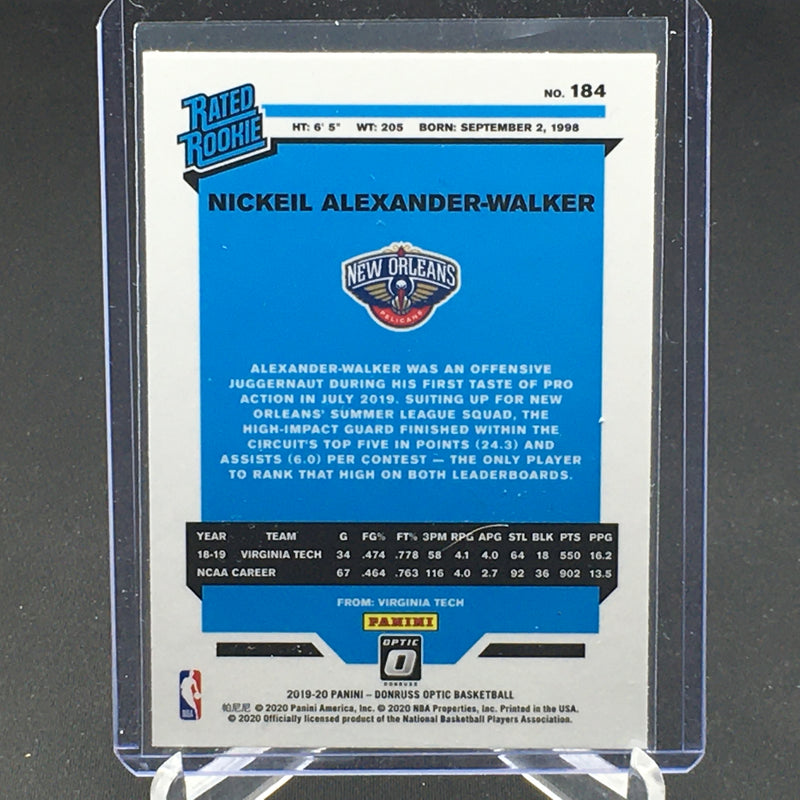 RATED
ROOKIE
NO. 184
HT: 6' 5" WT: 205 BORN: SEPTEMBER 2, 1998
NICKEIL ALEXANDER-WALKER
NEW ORLEANS
PELICANS
ALEXANDER-WALKER WAS AN OFFENSIVE
JUGGERNAUT DURING HIS FIRST TASTE OF PRO
ACTION IN JULY 2019. SUITING UP FOR NEW
ORLEANS' SUMMER LEAGUE SQUAD, THE
HIGH-IMPACT GUARD FINISHED WITHIN THE
CIRCUIT'S TOP FIVE IN POINTS (24.3) AND
ASSISTS (6.0) PER CONTEST — THE ONLY PLAYER
TO RANK THAT HIGH ON BOTH LEADERBOARDS.
YEAR TEAM G FG% FT% 3PM RPG APG STL BLK PTS PPG
18-19 VIRGINIA TECH 34 .474 .778 58 4.1 4.0 64 18 550 16.2
NCAA CAREER 67 .464 .763 116 4.0 2.7 92 36 902 13.5
FROM: VIRGINIA TECH
PANINI
OPTIC
O
DONRUSS
NBA
2019-20 PANINI – DONRUSS OPTIC BASKETBALL
帕尼尼 © 2020 Panini America, Inc. © 2020 NBA Properties, Inc. Printed in the USA.
© 2020 Officially licensed product of the National Basketball Players Association.